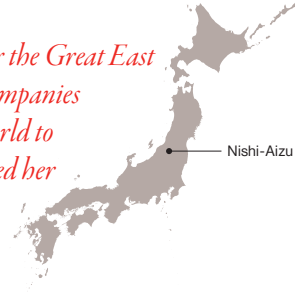 r the Great East
mpanies
rld to
ed her
Nishi-Aizu